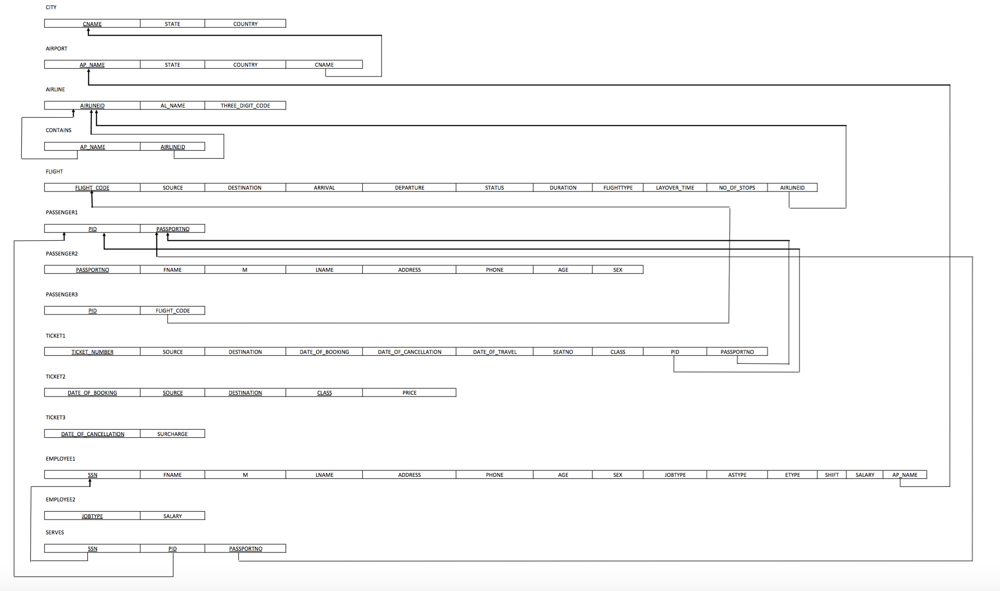 CITY
CNAME STATE COUNTRY
AIRPORT
AP_NAME STATE COUNTRY CNAME
AIRLINE
AIRLINEID AL_NAME THREE_DIGIT_CODE
CONTAINS
AP_NAME AIRLINEID
FLIGHT
FLIGHT_CODE SOURCE DESTINATION ARRIVAL DEPARTURE STATUS DURATION FLIGHTTYPE LAYOVER_TIME NO_OF_STOPS AIRLINEID
PASSENGER1
PID PASSPORTNO
PASSENGER2
PASSPORTNO FNAME M LNAME ADDRESS PHONE AGE SEX
PASSENGER3
PID FLIGHT_CODE
TICKET1
TICKET_NUMBER SOURCE DESTINATION DATE_OF_BOOKING DATE_OF_CANCELLATION DATE_0F_TRAVEL SEATNO CLASS PID PASSPORTNO
TICKET2
DATE_OF_BOOKING SOURCE DESTINATION CLASS PRICE
TICKET3
DATE_OF_CANCELLATION SURCHARGE
EMPLOYEE1
SSN FNAME M LNAME ADDRESS PHONE AGE SEX JOBTYPE ASTYPE ETYPE SHIFT SALARY AP_NAME
EMPLOYEE2
JOBTYPE SALARY
SERVES
SSN PID PASSPORTNO